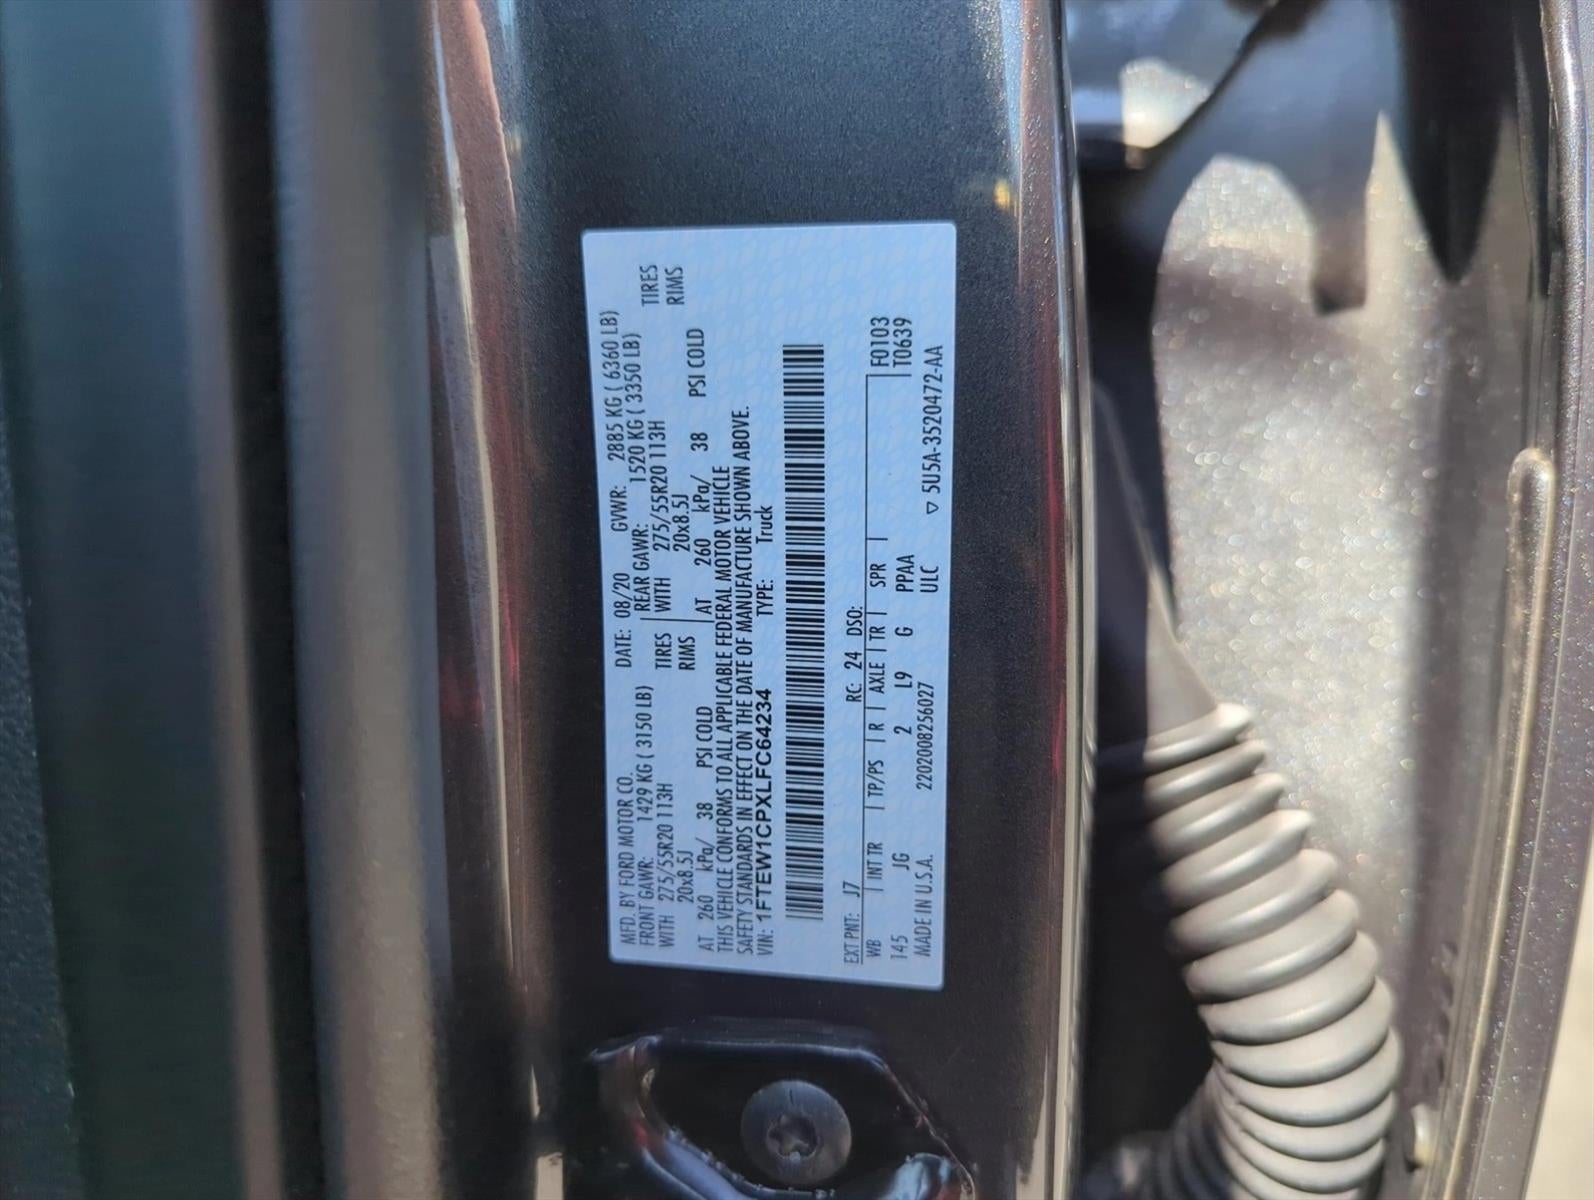 MFD. BY FORD MOTOR CO. DATE: 08/20 GVWR: 2885 KG ( 6360 LB)
FRONT GAWR: 1429 KG ( 3150 LB) REAR GAWR: 1520 KG ( 3350 LB)
WITH 275/55R20 113H TIRES WITH 275/55R20 113H TIRES
20x8.5J RIMS 20x8.5J RIMS
AT 260 kPa/ 38 PSI COLD AT 260 kPa/ 38 PSI COLD
THIS VEHICLE CONFORMS TO ALL APPLICABLE FEDERAL MOTOR VEHICLE
SAFETY STANDARDS IN EFFECT ON THE DATE OF MANUFACTURE SHOWN ABOVE.
VIN: 1FTEW1CPXLFC64234 TYPE: Truck
EXT PNT: J7 RC: 24 DSO: F0103
WB | INT TR | TP/PS | R | AXLE | TR | SPR | T0639
145 JG 2 L9 G PPAA
MADE IN U.S.A. 2202008256027 ULC ▽ 5U5A-3520472-AA